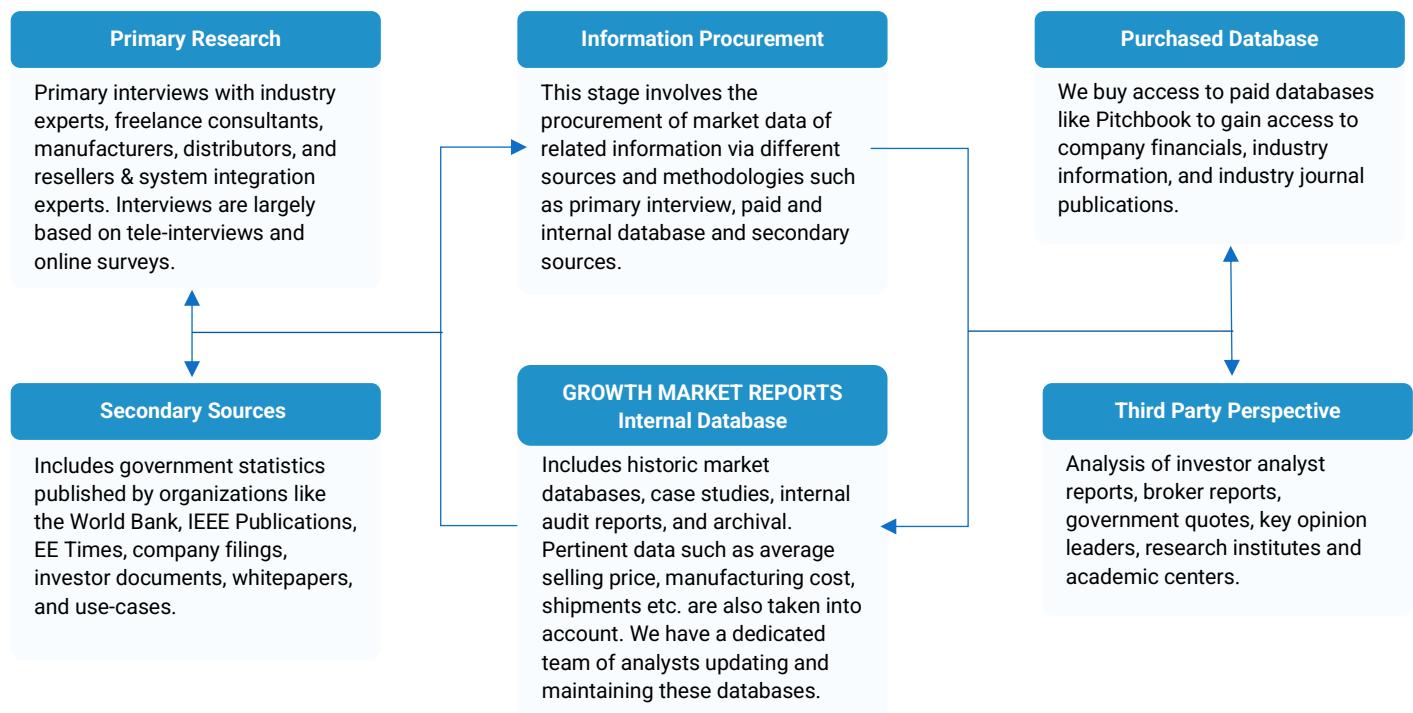 Primary Research
Primary interviews with industry
experts, freelance consultants,
manufacturers, distributors, and
resellers & system integration
experts. Interviews are largely
based on tele-interviews and
online surveys.
Information Procurement
This stage involves the
procurement of market data of
related information via different
sources and methodologies such
as primary interview, paid and
internal database and secondary
sources.
Purchased Database
We buy access to paid databases
like Pitchbook to gain access to
company financials, industry
information, and industry journal
publications.
Secondary Sources
Includes government statistics
published by organizations like
the World Bank, IEEE Publications,
EE Times, company filings,
investor documents, whitepapers,
and use-cases.
GROWTH MARKET REPORTS
Internal Database
Includes historic market
databases, case studies, internal
audit reports, and archival.
Pertinent data such as average
selling price, manufacturing cost,
shipments etc. are also taken into
account. We have a dedicated
team of analysts updating and
maintaining these databases.
Third Party Perspective
Analysis of investor analyst
reports, broker reports,
government quotes, key opinion
leaders, research institutes and
academic centers.